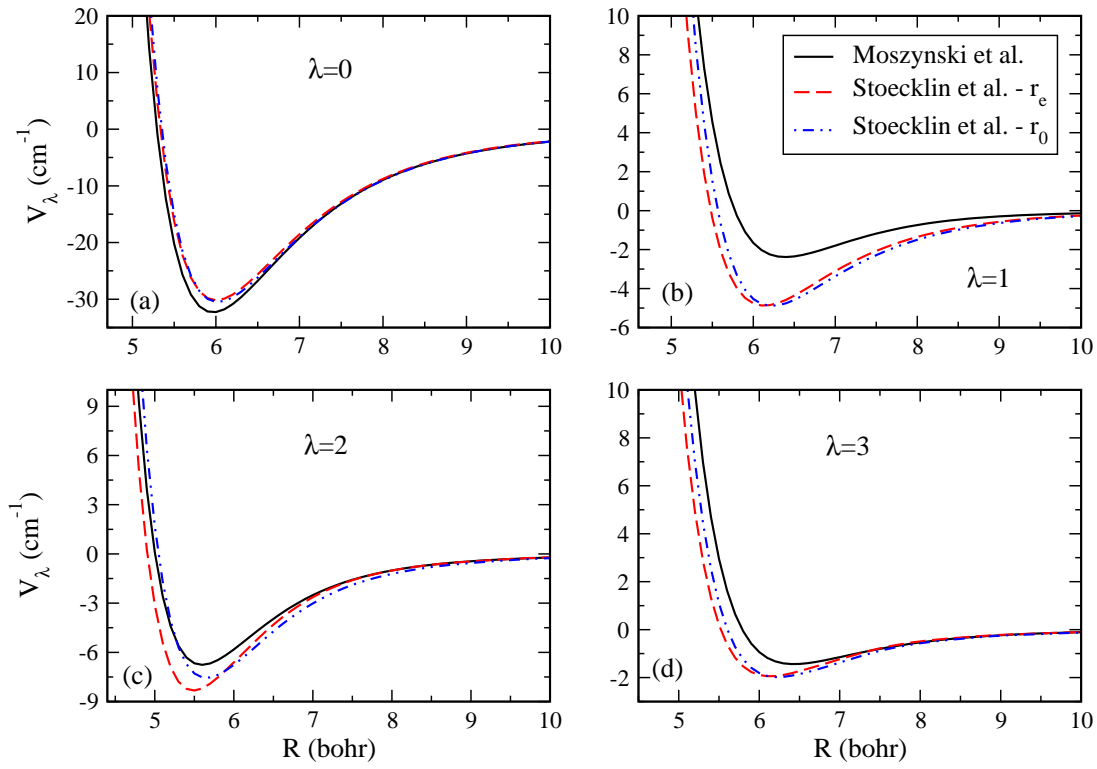 20
10
0
-10
-20
-30
V_λ (cm^-1)
λ=0
(a)
5 6 7 8 9 10
10
8
6
4
2
0
-2
-4
-6
Moszynski et al.
Stoecklin et al. - r_e
Stoecklin et al. - r_0
(b)
λ=1
5 6 7 8 9 10
9
6
3
0
-3
-6
-9
V_λ (cm^-1)
λ=2
(c)
5 6 7 8 9 10
R (bohr)
10
8
6
4
2
0
-2
λ=3
(d)
5 6 7 8 9 10
R (bohr)